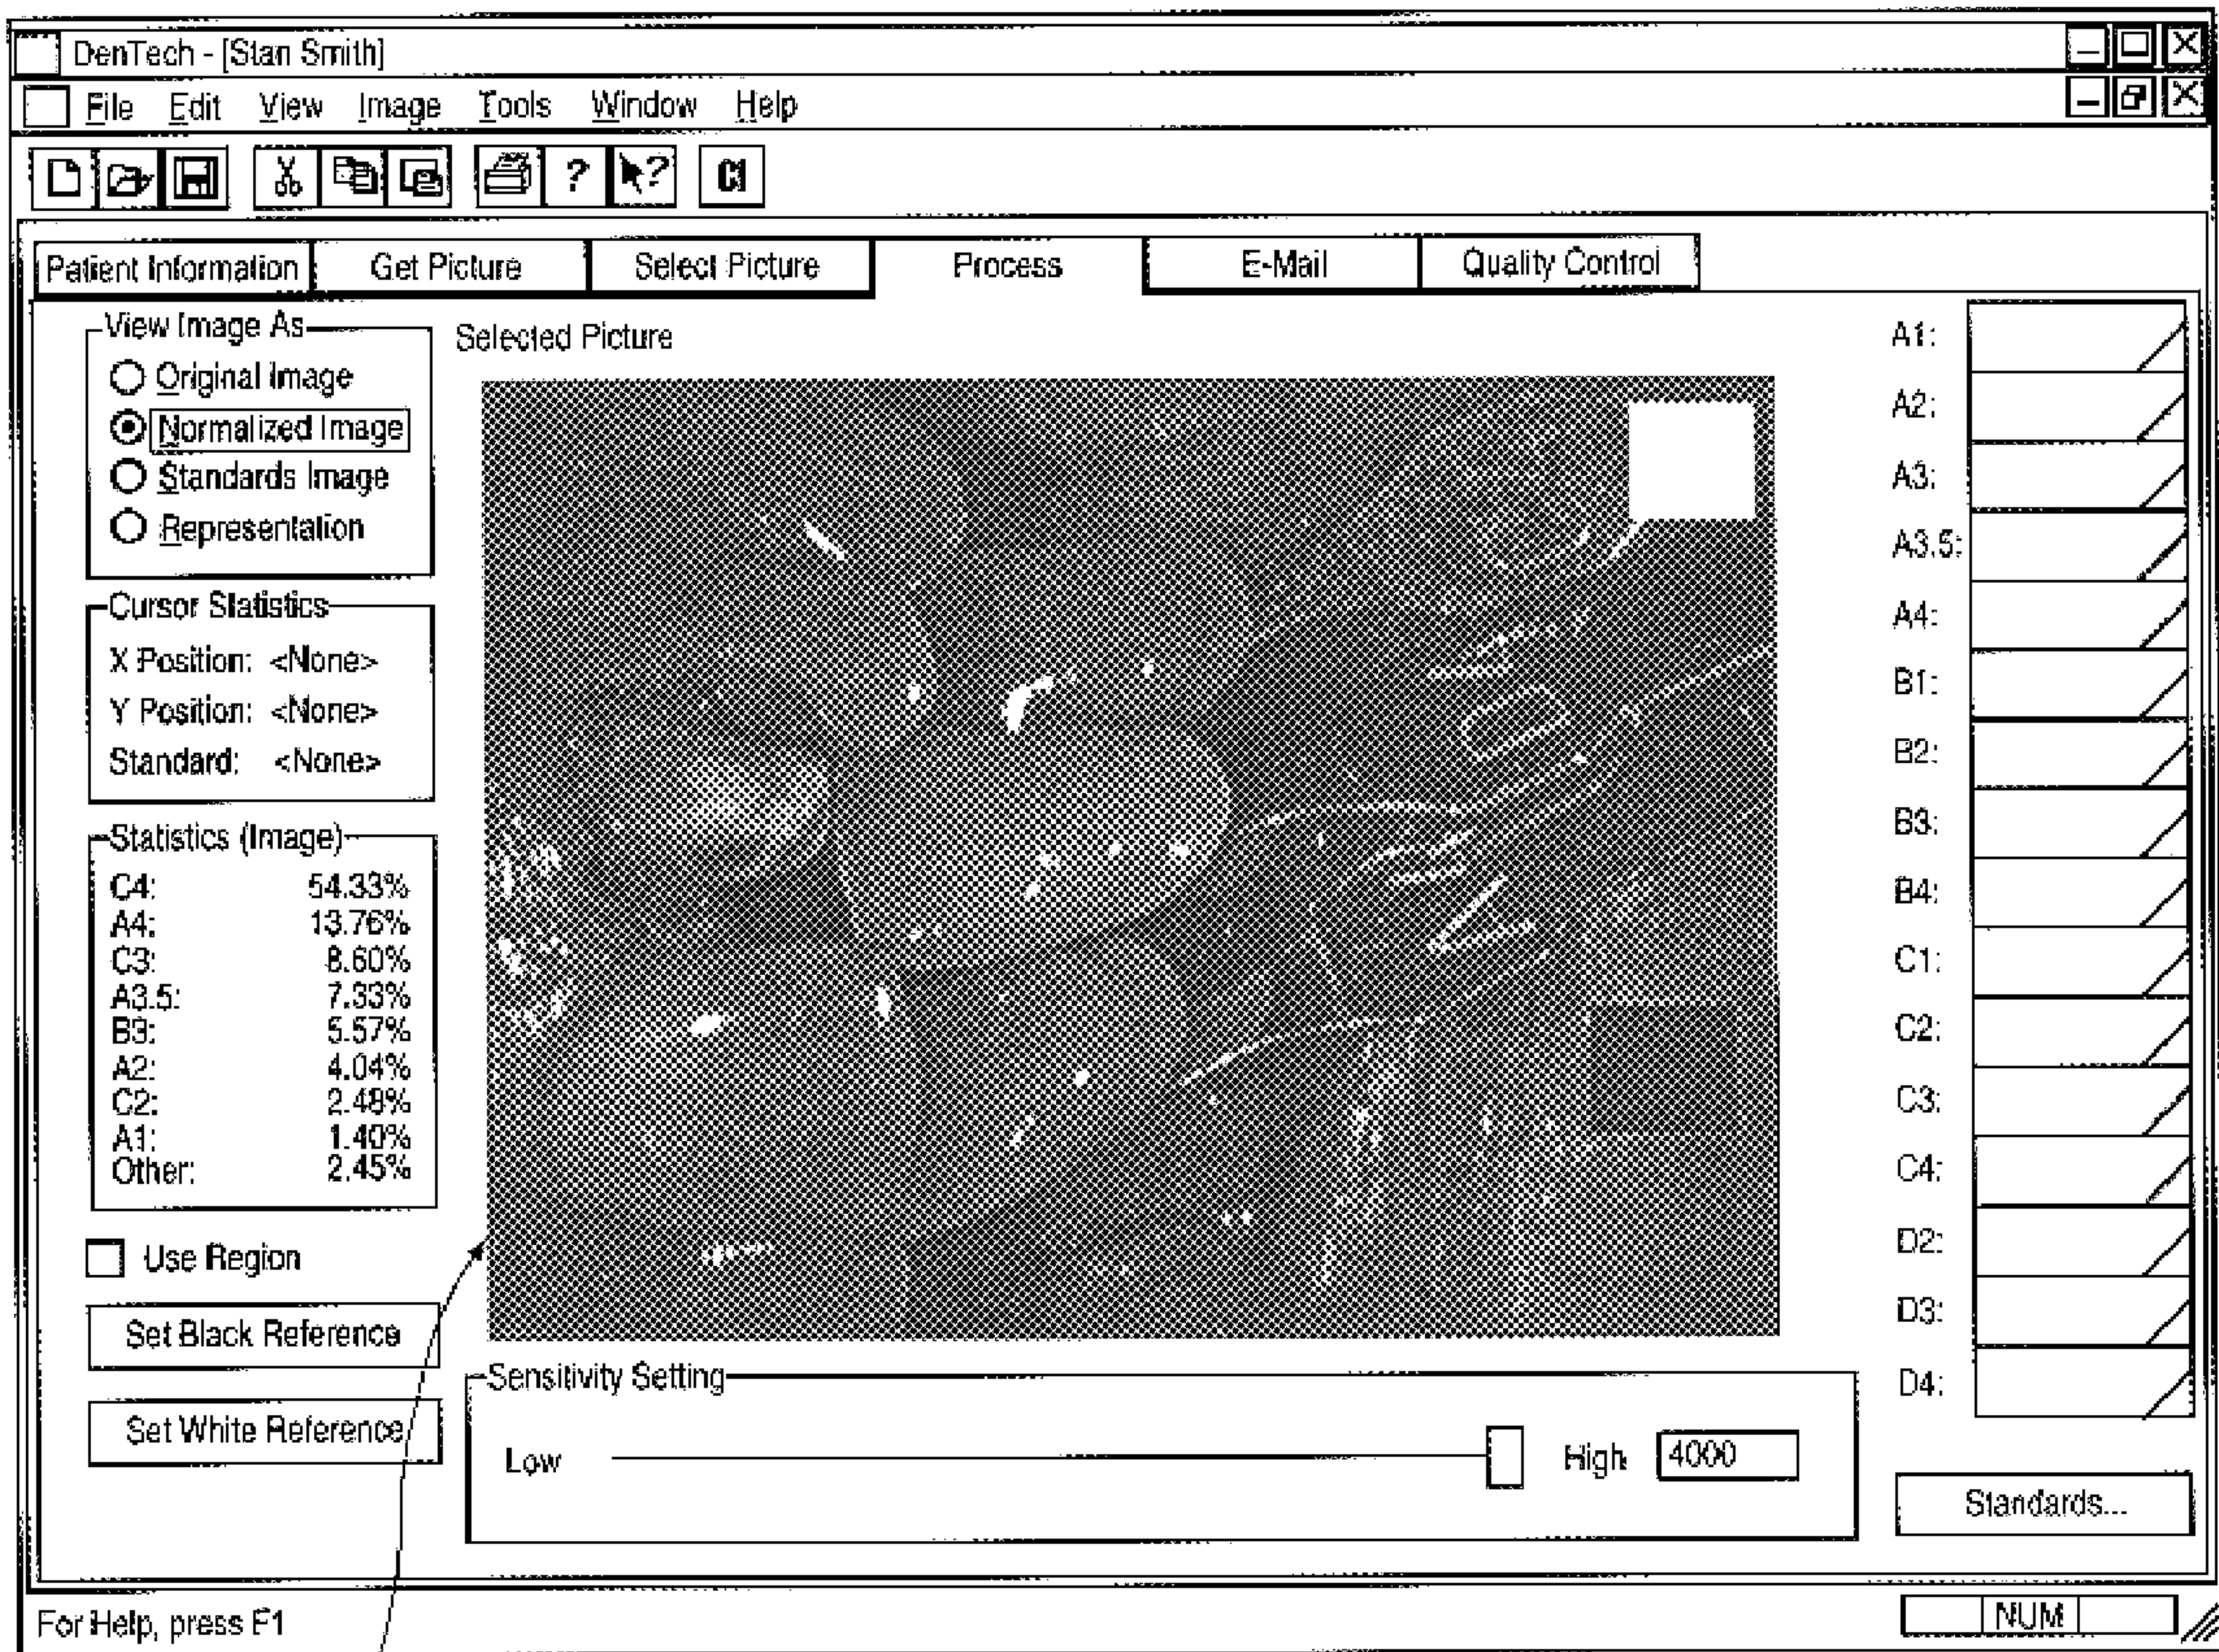 DenTech - [Stan Smith]
File Edit View Image Tools Window Help
? ?
Patient Information Get Picture Select Picture Process E-Mail Quality Control
View Image As
Original Image
Normalized Image
Standards Image
Representation
Cursor Statistics
X Position: <None>
Y Position: <None>
Standard: <None>
Statistics (Image)
C4: 54.33%
A4: 13.76%
C3: 8.60%
A3.5: 7.33%
B3: 5.57%
A2: 4.04%
C2: 2.48%
A1: 1.40%
Other: 2.45%
Use Region
Set Black Reference
Set White Reference
Selected Picture
Sensitivity Setting
Low High 4000
A1:
A2:
A3:
A3.5:
A4:
B1:
B2:
B3:
B4:
C1:
C2:
C3:
C4:
D2:
D3:
D4:
Standards...
For Help, press F1
NUM